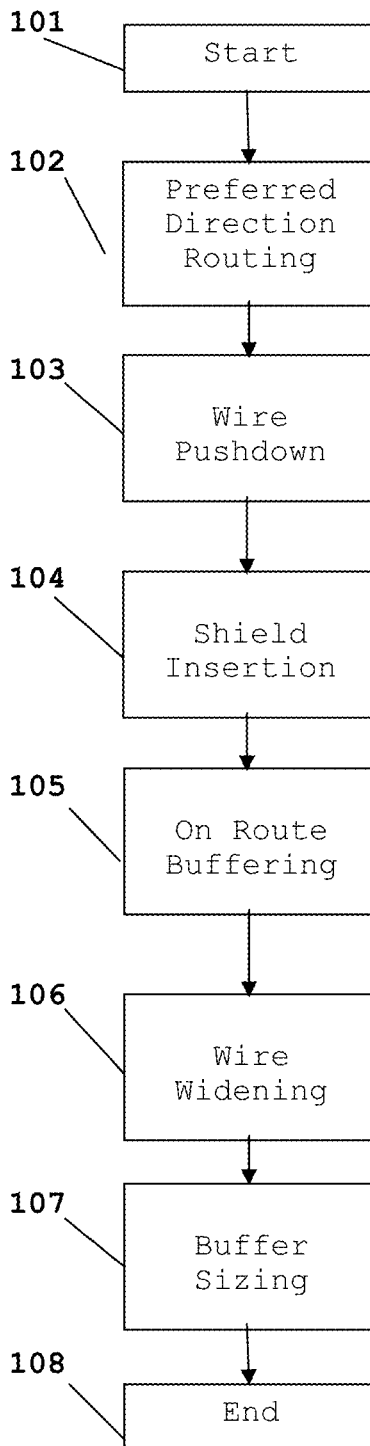 101
Start
102
Preferred
Direction
Routing
103
Wire
Pushdown
104
Shield
Insertion
105
On Route
Buffering
106
Wire
Widening
107
Buffer
Sizing
108
End